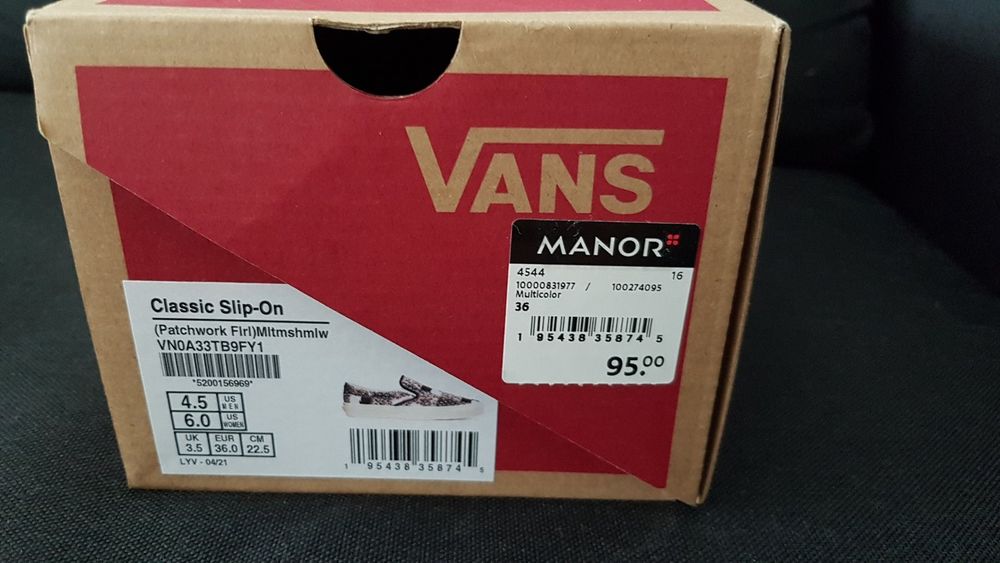 VANS
MANOR
4544 16
10000831977 / 100274095
Multicolor
36
1 95438 35874 5
95.00
Classic Slip-On
(Patchwork Flrl)Mltmshmlw
VN0A33TB9FY1
*5200156969*
4.5 US MEN
6.0 US WOMEN
UK EUR CM
3.5 36.0 22.5
LYV - 04/21
1 95438 35874 5